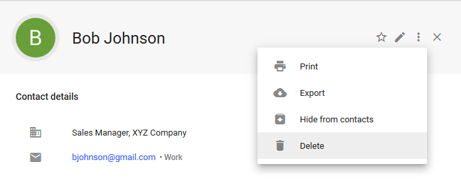 B
Bob Johnson
Print
Export
Hide from contacts
Delete
Contact details
Sales Manager, XYZ Company
bjohnson@gmail.com • Work